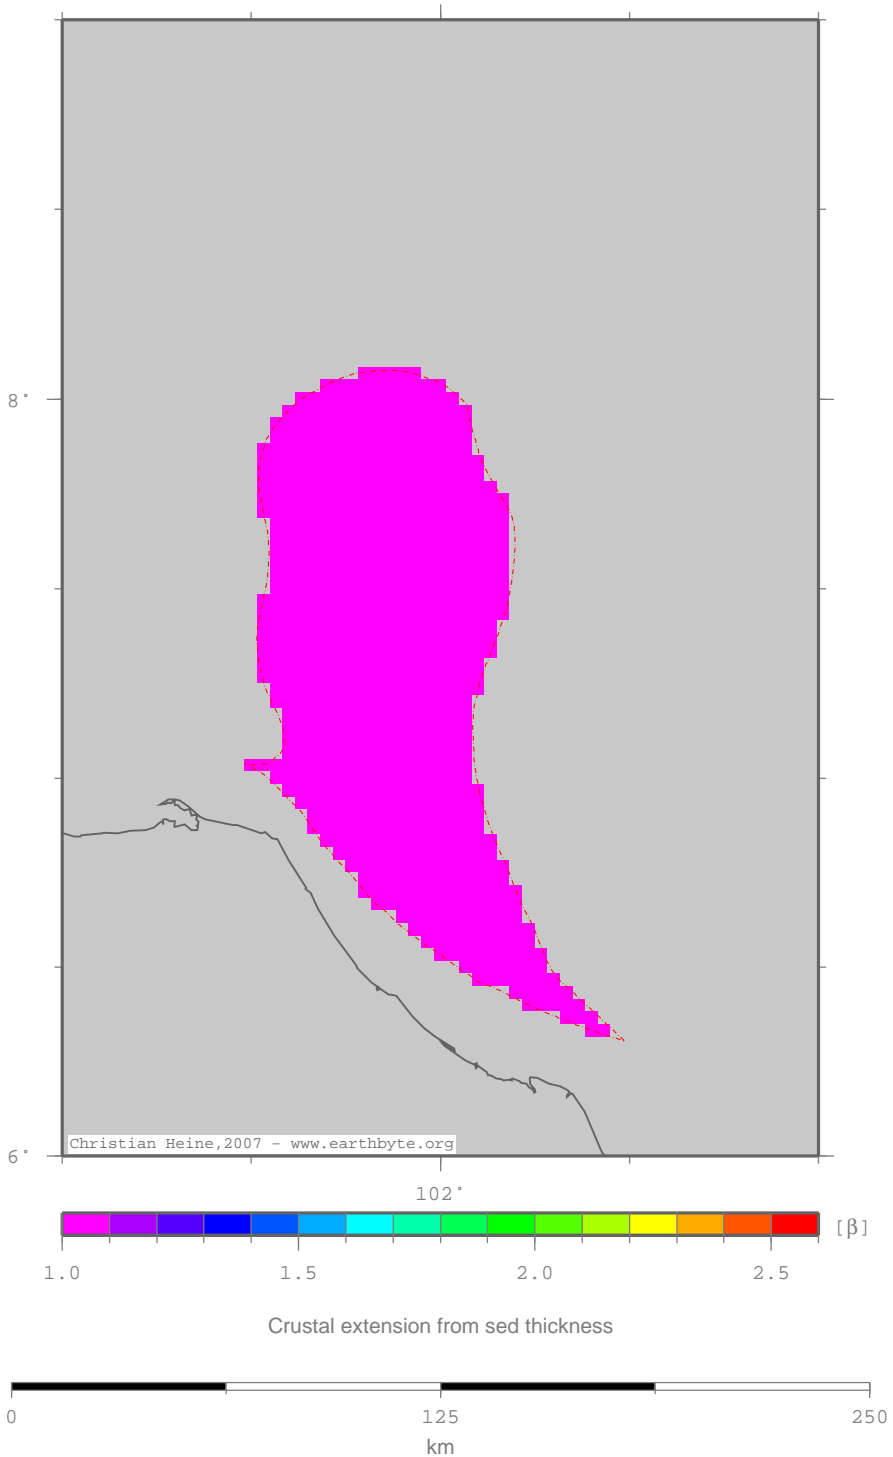 8°
Christian Heine,2007 - www.earthbyte.org
6°
102°
[β]
1.0 1.5 2.0 2.5
Crustal extension from sed thickness
0 125 250
km